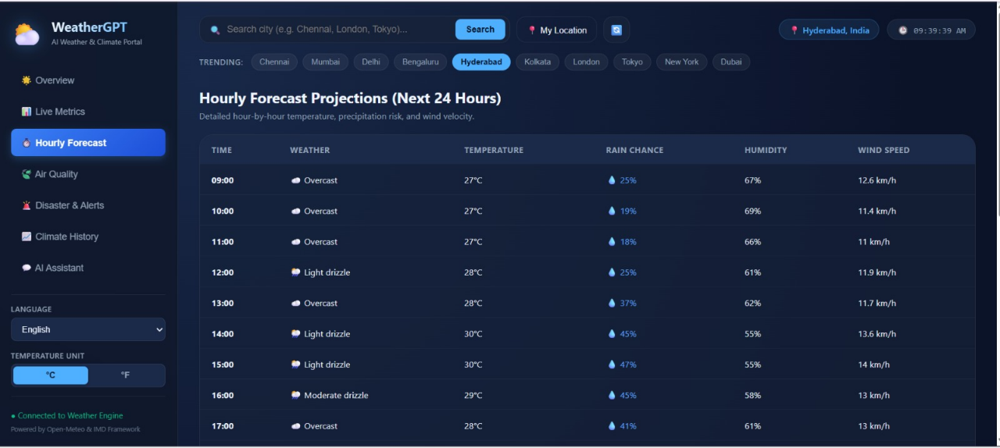 WeatherGPT
AI Weather & Climate Portal
Overview
Live Metrics
Hourly Forecast
Air Quality
Disaster & Alerts
Climate History
AI Assistant
LANGUAGE
English
TEMPERATURE UNIT
°C °F
● Connected to Weather Engine
Powered by Open-Meteo & IMD Framework
Search city (e.g. Chennai, London, Tokyo)... Search My Location Hyderabad, India 09:39:39 AM
TRENDING: Chennai Mumbai Delhi Bengaluru Hyderabad Kolkata London Tokyo New York Dubai
Hourly Forecast Projections (Next 24 Hours)
Detailed hour-by-hour temperature, precipitation risk, and wind velocity.
TIME WEATHER TEMPERATURE RAIN CHANCE HUMIDITY WIND SPEED
09:00 Overcast 27°C 25% 67% 12.6 km/h
10:00 Overcast 27°C 19% 69% 11.4 km/h
11:00 Overcast 27°C 18% 66% 11 km/h
12:00 Light drizzle 28°C 25% 61% 11.9 km/h
13:00 Overcast 28°C 37% 62% 11.7 km/h
14:00 Light drizzle 30°C 45% 55% 13.6 km/h
15:00 Light drizzle 30°C 47% 55% 14 km/h
16:00 Moderate drizzle 29°C 45% 58% 13 km/h
17:00 Overcast 28°C 41% 61% 13 km/h